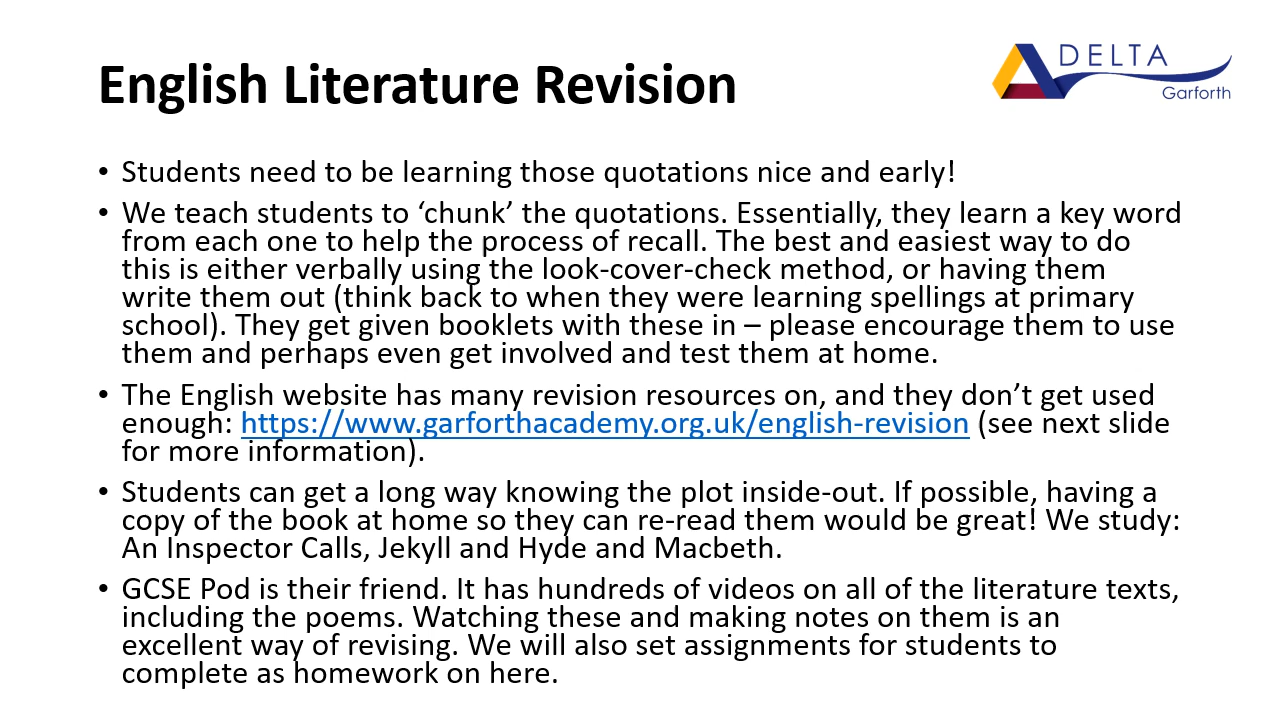 English Literature Revision
DELTA
Garforth
• Students need to be learning those quotations nice and early!
• We teach students to ‘chunk’ the quotations. Essentially, they learn a key word
from each one to help the process of recall. The best and easiest way to do
this is either verbally using the look-cover-check method, or having them
write them out (think back to when they were learning spellings at primary
school). They get given booklets with these in – please encourage them to use
them and perhaps even get involved and test them at home.
• The English website has many revision resources on, and they don’t get used
enough: https://www.garforthacademy.org.uk/english-revision (see next slide
for more information).
• Students can get a long way knowing the plot inside-out. If possible, having a
copy of the book at home so they can re-read them would be great! We study:
An Inspector Calls, Jekyll and Hyde and Macbeth.
• GCSE Pod is their friend. It has hundreds of videos on all of the literature texts,
including the poems. Watching these and making notes on them is an
excellent way of revising. We will also set assignments for students to
complete as homework on here.